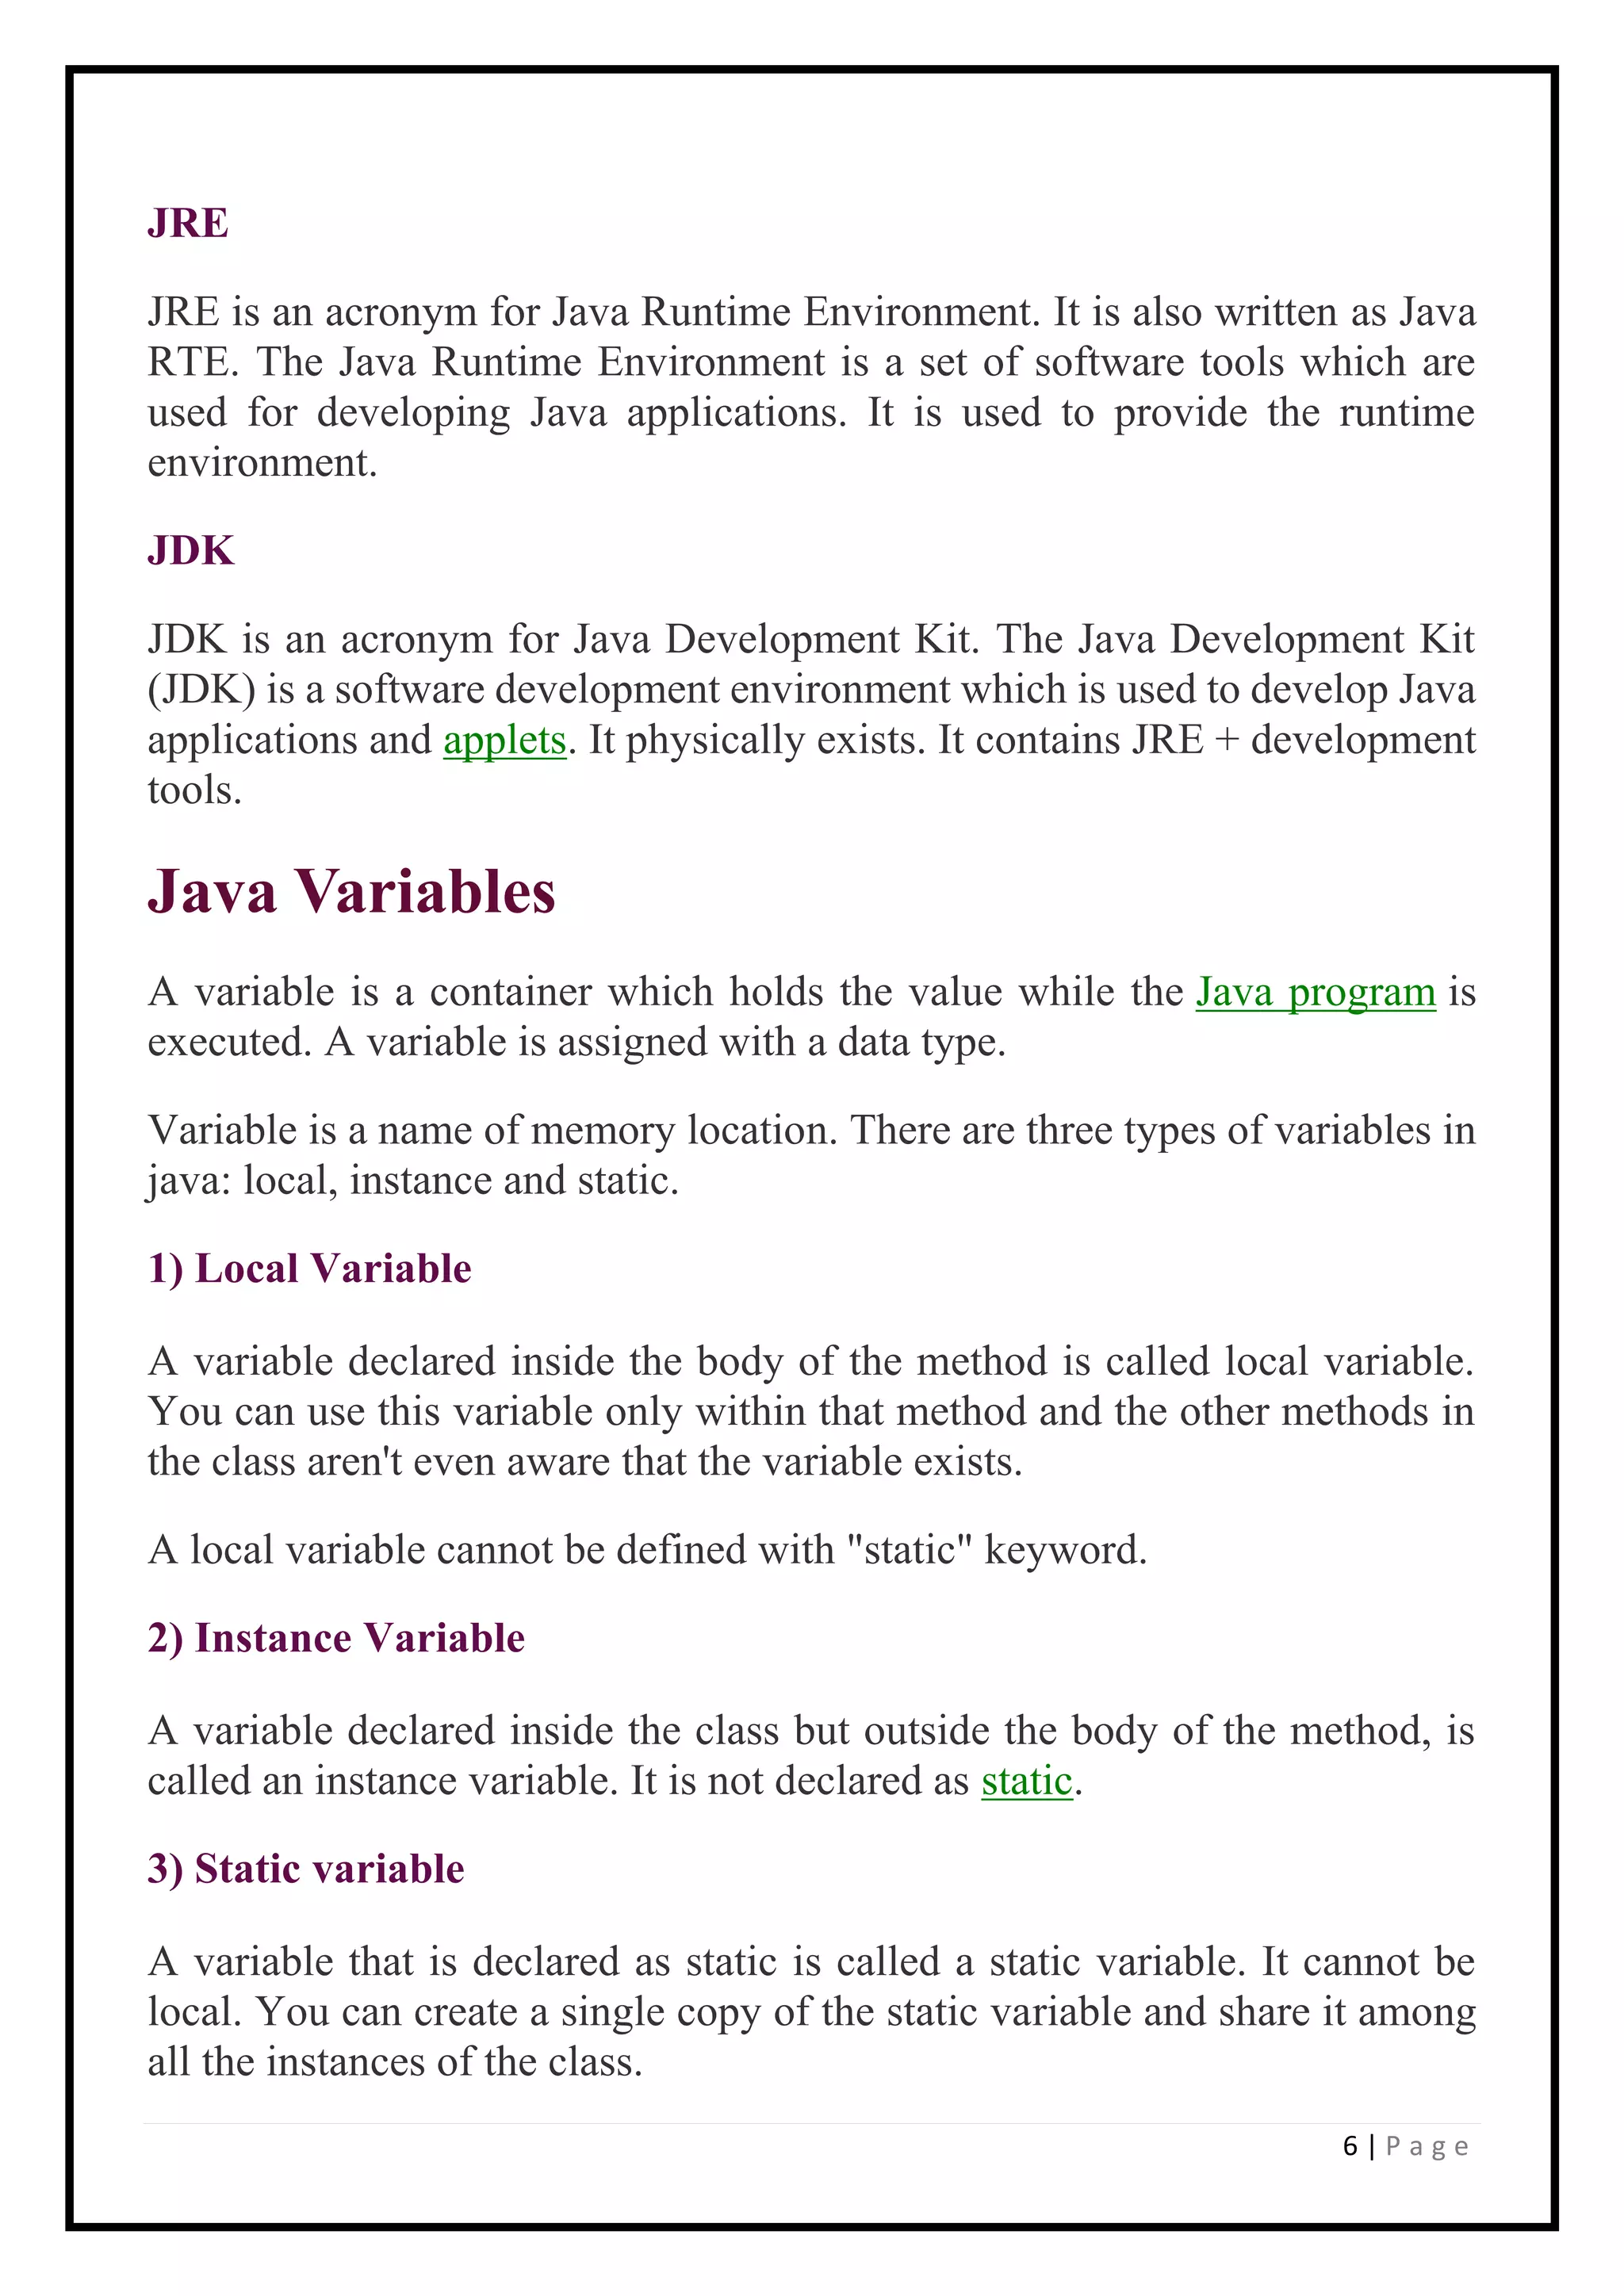 JRE
JRE is an acronym for Java Runtime Environment. It is also written as Java
RTE. The Java Runtime Environment is a set of software tools which are
used for developing Java applications. It is used to provide the runtime
environment.
JDK
JDK is an acronym for Java Development Kit. The Java Development Kit
(JDK) is a software development environment which is used to develop Java
applications and applets. It physically exists. It contains JRE + development
tools.
Java Variables
A variable is a container which holds the value while the Java program is
executed. A variable is assigned with a data type.
Variable is a name of memory location. There are three types of variables in
java: local, instance and static.
1) Local Variable
A variable declared inside the body of the method is called local variable.
You can use this variable only within that method and the other methods in
the class aren't even aware that the variable exists.
A local variable cannot be defined with "static" keyword.
2) Instance Variable
A variable declared inside the class but outside the body of the method, is
called an instance variable. It is not declared as static.
3) Static variable
A variable that is declared as static is called a static variable. It cannot be
local. You can create a single copy of the static variable and share it among
all the instances of the class.
6 | P a g e